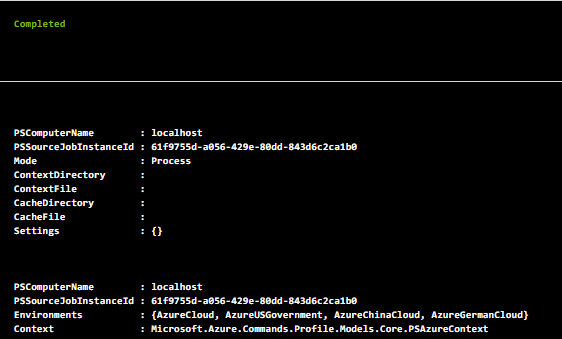 Completed
PSComputerName : localhost
PSSourceJobInstanceId : 61f9755d-a056-429e-80dd-843d6c2ca1b0
Mode : Process
ContextDirectory :
ContextFile :
CacheDirectory :
CacheFile :
Settings : {}
PSComputerName : localhost
PSSourceJobInstanceId : 61f9755d-a056-429e-80dd-843d6c2ca1b0
Environments : {AzureCloud, AzureUSGovernment, AzureChinaCloud, AzureGermanCloud}
Context : Microsoft.Azure.Commands.Profile.Models.Core.PSAzureContext